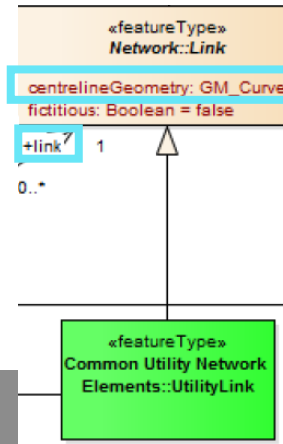 «featureType»
Network::Link
centrelineGeometry: GM_Curve
fictitious: Boolean = false
+link 1
0..*
«featureType»
Common Utility Network
Elements::UtilityLink